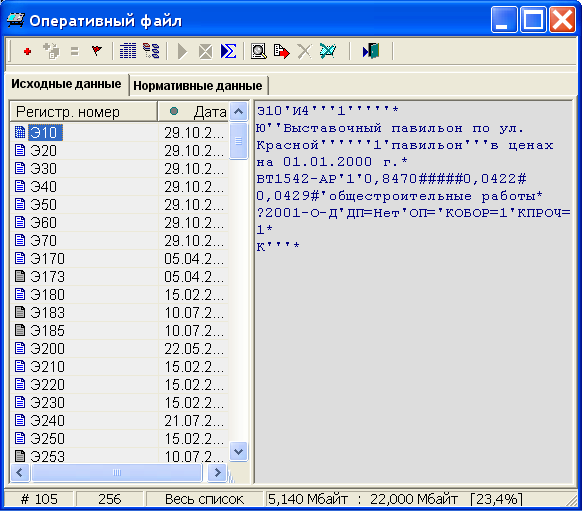 Оперативный файл
Исходные данные
Нормативные данные
Регистр. номер
Дата
Э10 29.10.2...
Э20 29.10.2...
Э30 29.10.2...
Э40 29.10.2...
Э50 29.10.2...
Э60 29.10.2...
Э70 29.10.2...
Э170 05.04.2...
Э173 05.04.2...
Э180 15.02.2...
Э183 10.07.2...
Э185 10.07.2...
Э200 22.05.2...
Э210 15.02.2...
Э220 15.02.2...
Э230 15.02.2...
Э240 21.07.2...
Э250 15.02.2...
Э253 10.07.2...
Э10'И4'''1'''''*
Ю''Выставочный павильон по ул.
Красной''''''1'павильон'''в ценах
на 01.01.2000 г.*
ВТ1542-АР'1'0,8470#####0,0422#
0,0429#'общестроительные работы*
?2001-О-Д'ДП=Нет'ОП='КОБОР=1'КПРОЧ=
1*
К'''*
# 105
256
Весь список
5,140 Мбайт : 22,000 Мбайт [23,4%]